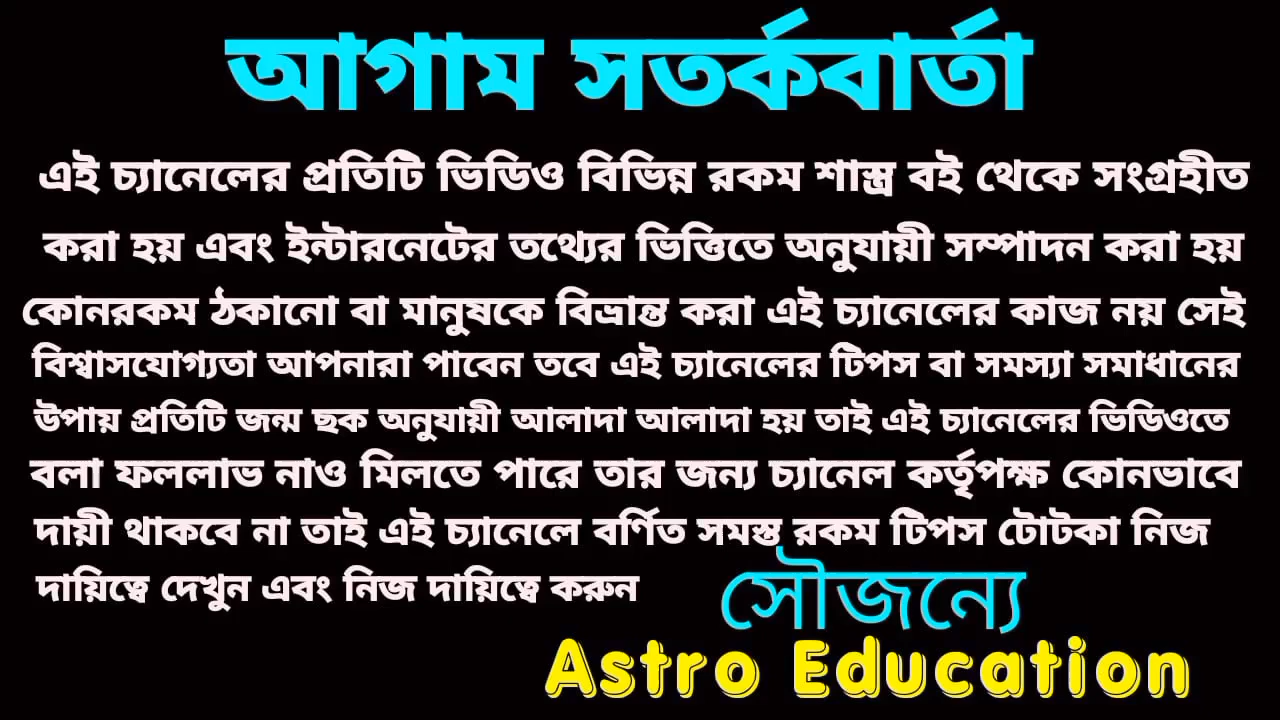 আগাম সতর্কবার্তা
এই চ্যানেলের প্রতিটি ভিডিও বিভিন্ন রকম শাস্ত্র বই থেকে সংগ্রহীত
করা হয় এবং ইন্টারনেটের তথ্যের ভিত্তিতে অনুযায়ী সম্পাদন করা হয়
কোনরকম ঠকানো বা মানুষকে বিভ্রান্ত করা এই চ্যানেলের কাজ নয় সেই
বিশ্বাসযোগ্যতা আপনারা পাবেন তবে এই চ্যানেলের টিপস বা সমস্যা সমাধানের
উপায় প্রতিটি জন্ম ছক অনুযায়ী আলাদা আলাদা হয় তাই এই চ্যানেলের ভিডিওতে
বলা ফললাভ নাও মিলতে পারে তার জন্য চ্যানেল কর্তৃপক্ষ কোনভাবে
দায়ী থাকবে না তাই এই চ্যানেলে বর্ণিত সমস্ত রকম টিপস টোটকা নিজ
দায়িত্বে দেখুন এবং নিজ দায়িত্বে করুন
সৌজন্যে
Astro Education